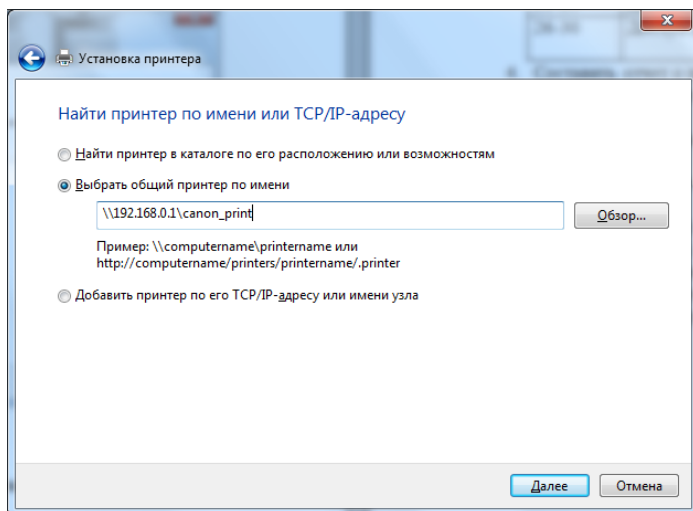 Установка принтера
Найти принтер по имени или TCP/IP-адресу
Найти принтер в каталоге по его расположению или возможностям
Выбрать общий принтер по имени
\\192.168.0.1\canon_print
Обзор...
Пример: \\computername\printername или
http://computername/printers/printername/.printer
Добавить принтер по его TCP/IP-адресу или имени узла
Далее
Отмена